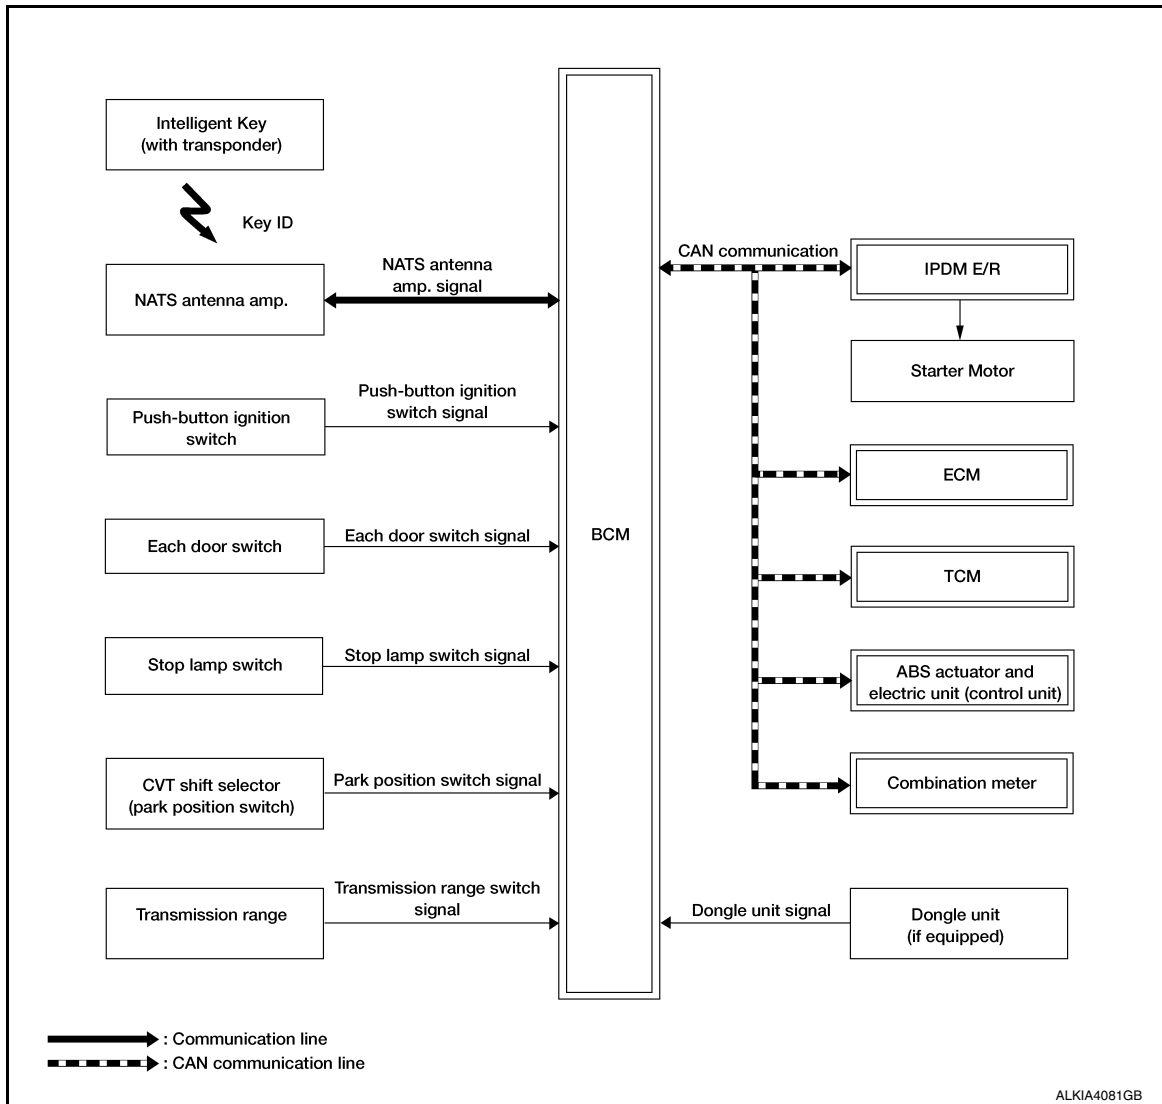 Intelligent Key
(with transponder)
Key ID
NATS antenna amp.
NATS antenna
amp. signal
Push-button ignition
switch
Push-button ignition
switch signal
Each door switch
Each door switch signal
Stop lamp switch
Stop lamp switch signal
CVT shift selector
(park position switch)
Park position switch signal
Transmission range
Transmission range switch
signal
BCM
CAN communication
IPDM E/R
Starter Motor
ECM
TCM
ABS actuator and
electric unit (control unit)
Combination meter
Dongle unit signal
Dongle unit
(if equipped)
: Communication line
: CAN communication line
ALKIA4081GB